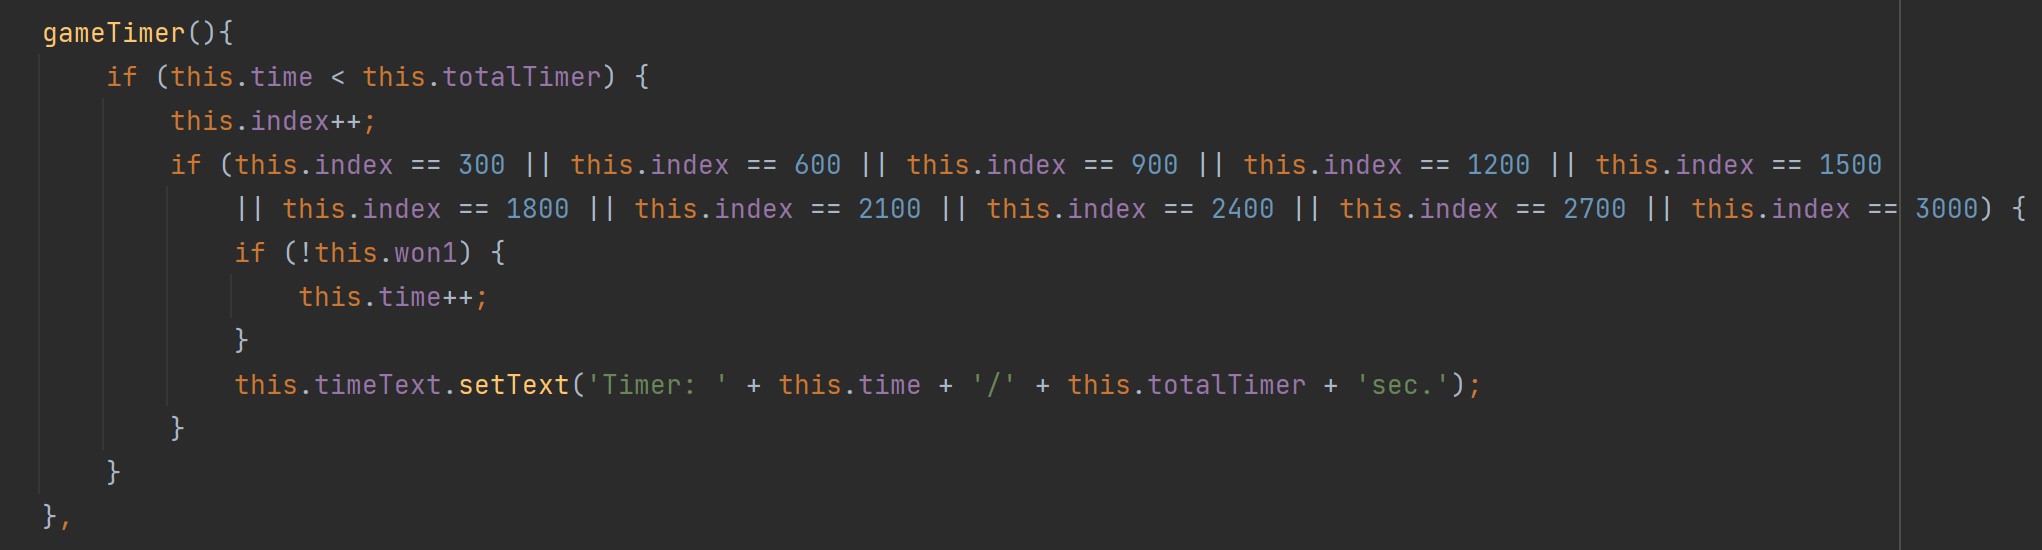 gameTimer(){
if (this.time < this.totalTimer) {
this.index++;
if (this.index == 300 || this.index == 600 || this.index == 900 || this.index == 1200 || this.index == 1500
|| this.index == 1800 || this.index == 2100 || this.index == 2400 || this.index == 2700 || this.index == 3000) {
if (!this.won1) {
this.time++;
}
this.timeText.setText('Timer: ' + this.time + '/' + this.totalTimer + 'sec.');
}
}
},